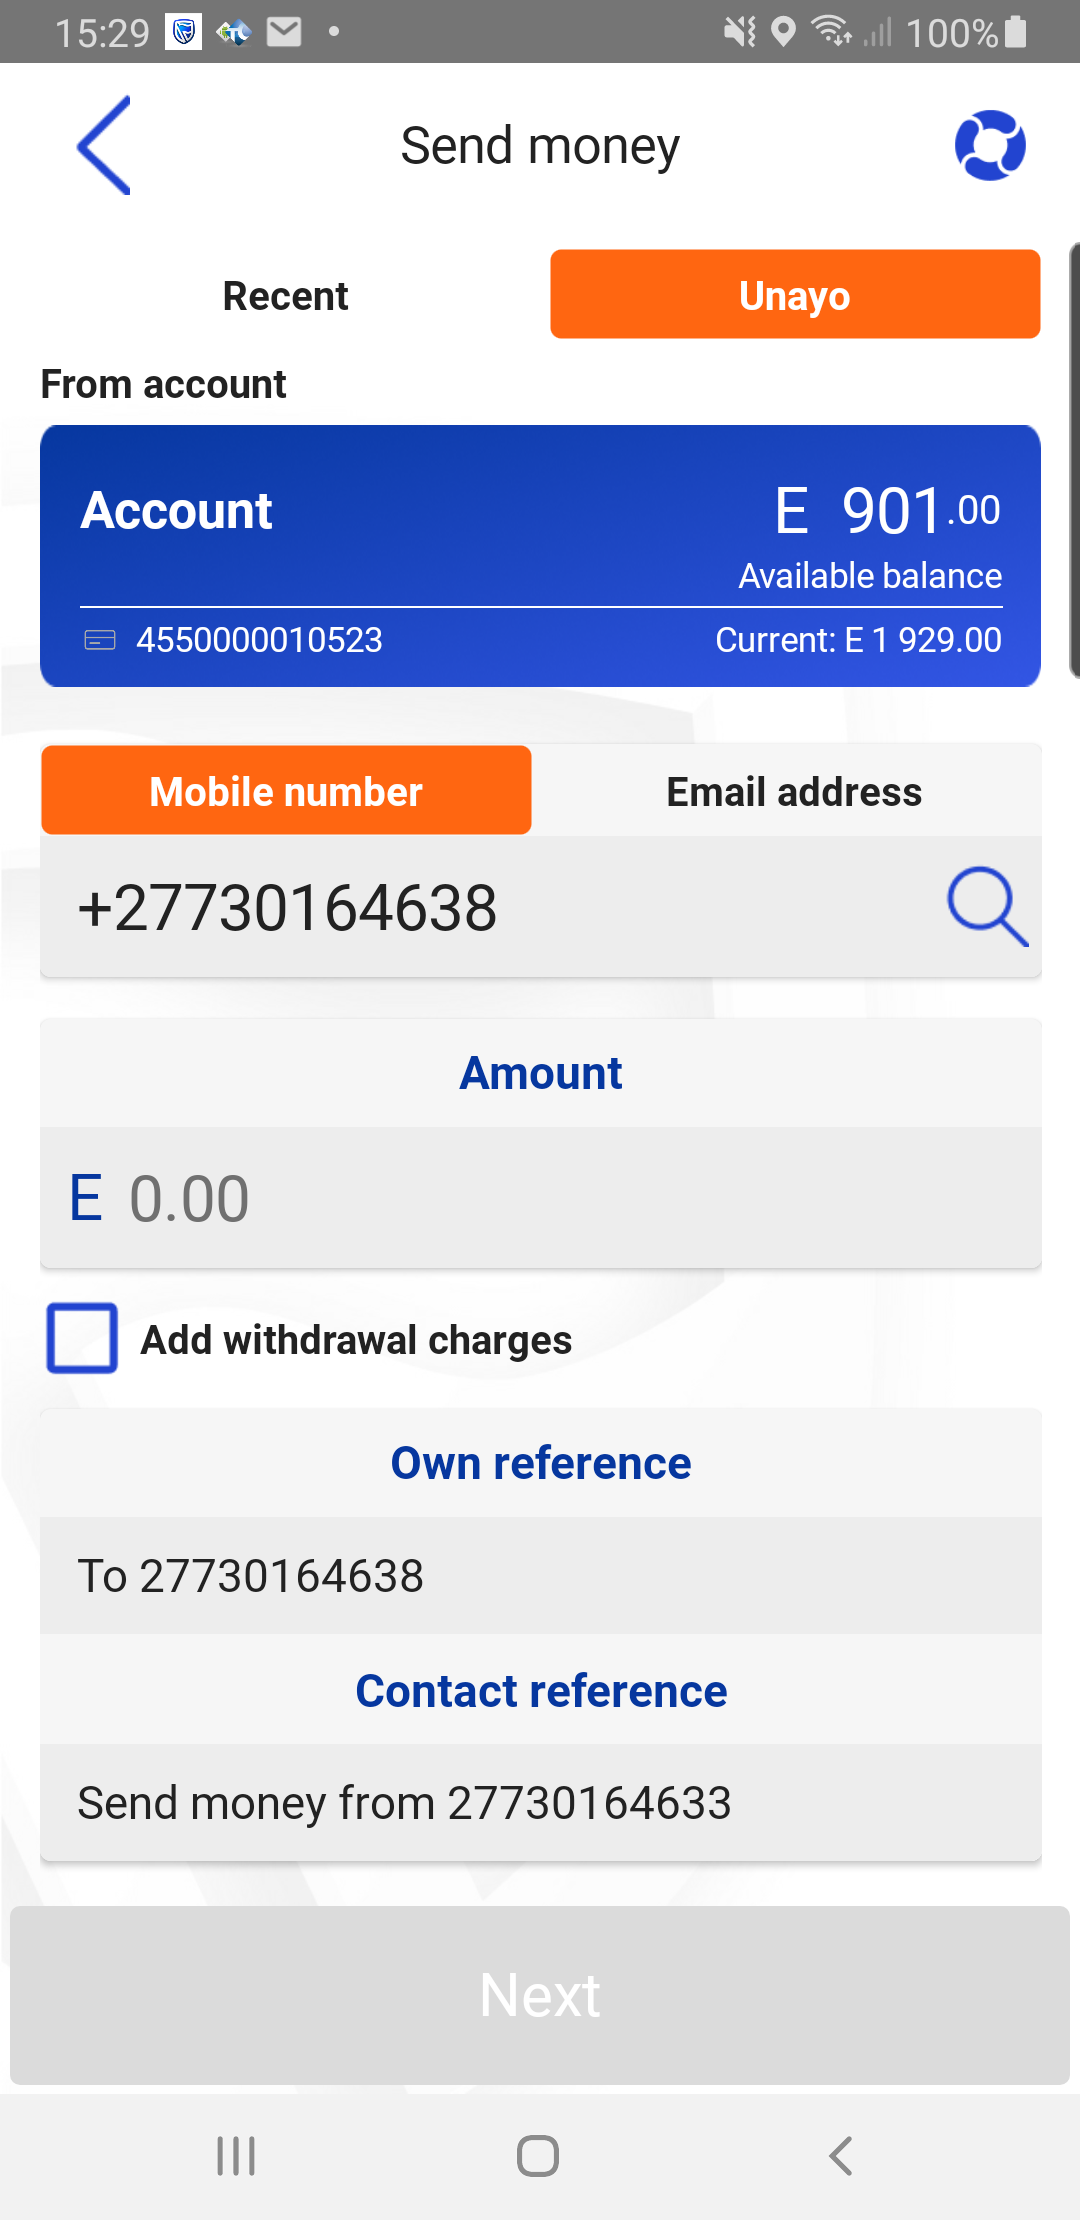 15:29 100%
Send money
Recent Unayo
From account
Account E 901.00
Available balance
4550000010523 Current: E 1 929.00
Mobile number Email address
+27730164638
Amount
E 0.00
Add withdrawal charges
Own reference
To 27730164638
Contact reference
Send money from 27730164633
Next